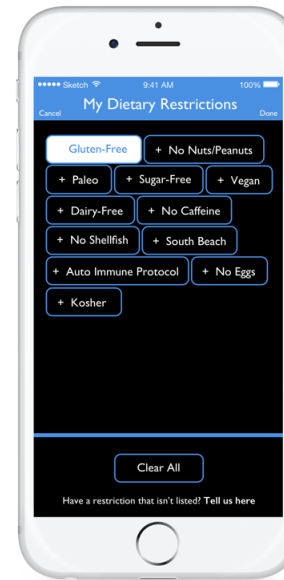 Sketch 9:41 AM 100%
Cancel My Dietary Restrictions Done
Gluten-Free + No Nuts/Peanuts
+ Paleo + Sugar-Free + Vegan
+ Dairy-Free + No Caffeine
+ No Shellfish + South Beach
+ Auto Immune Protocol + No Eggs
+ Kosher
Clear All
Have a restriction that isn't listed? Tell us here